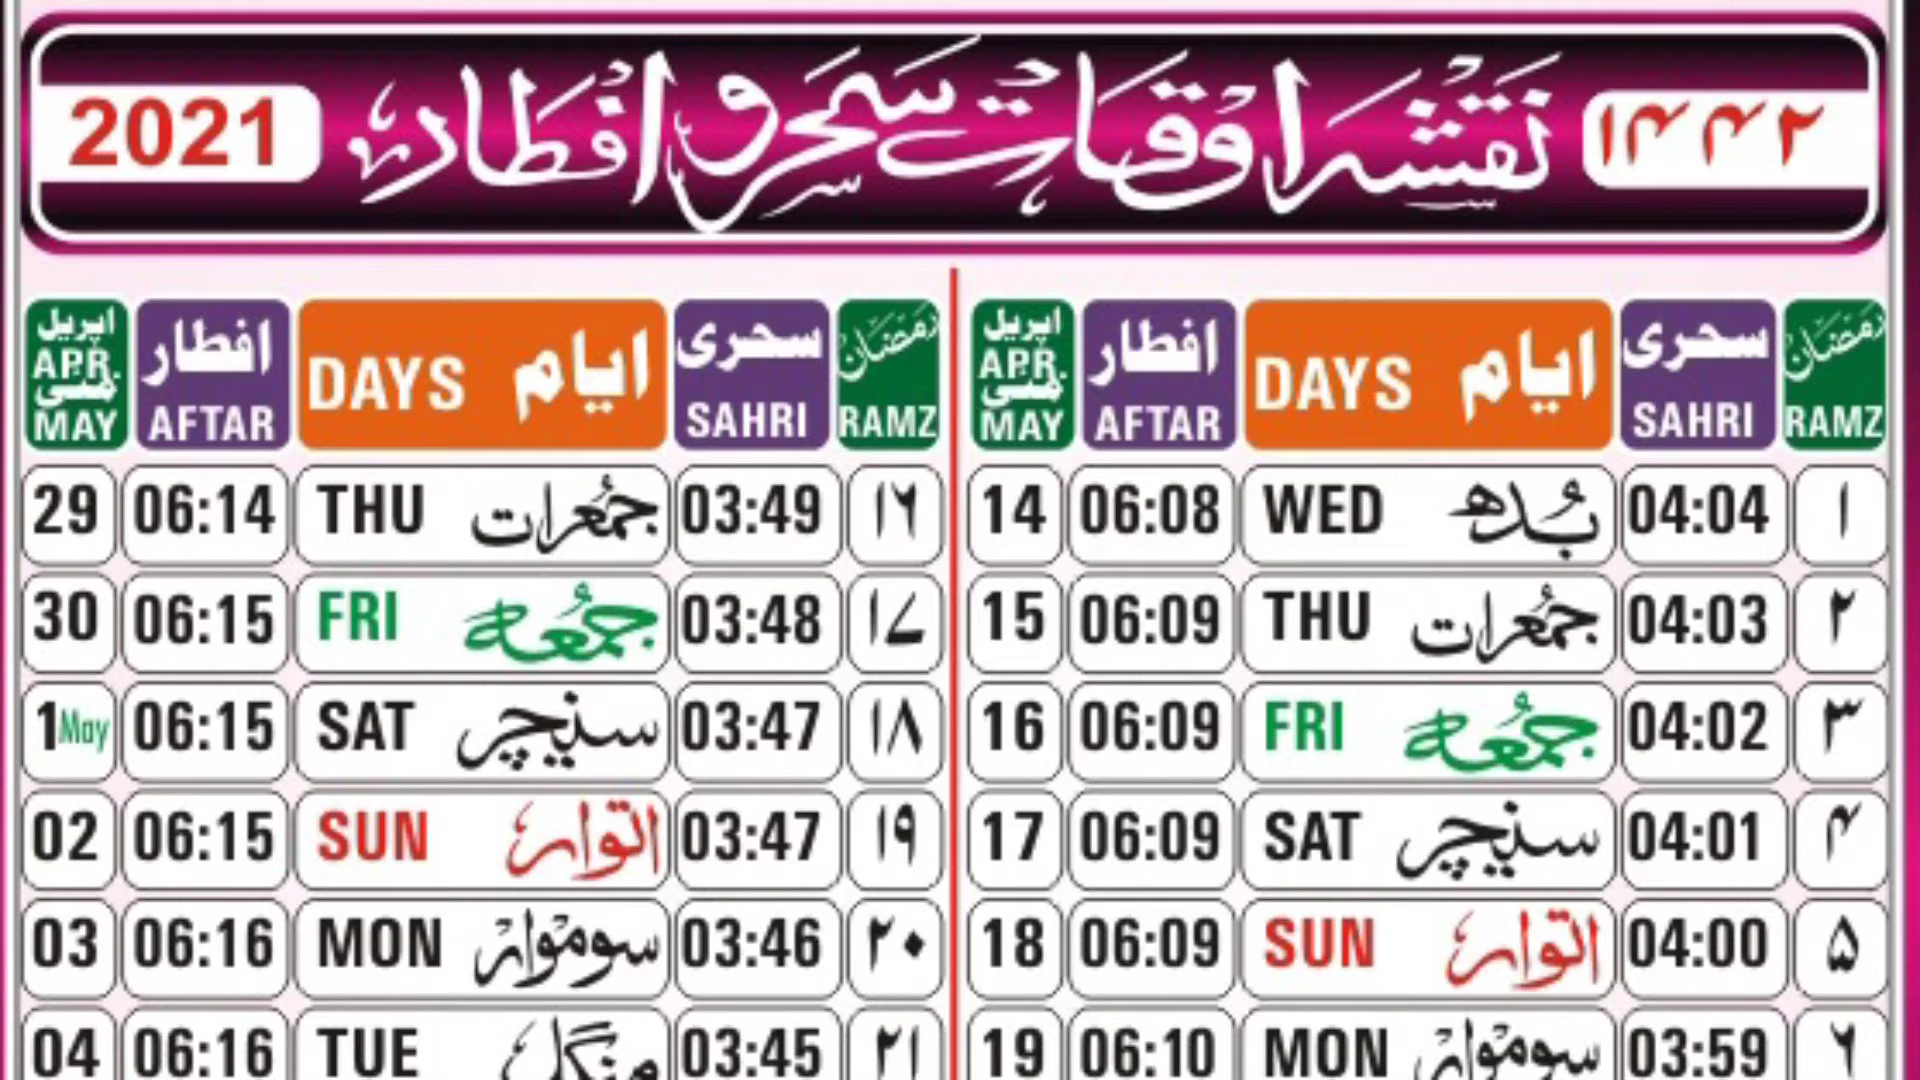 2021 نقشہ اوقات سحر و افطار ۱۴۴۲
اپریل APR. مئی MAY افطار AFTAR DAYS ایام سحری SAHRI رمضان RAMZ اپریل APR. مئی MAY افطار AFTAR DAYS ایام سحری SAHRI رمضان RAMZ
29 06:14 THU جمعرات 03:49 ۱۶ 14 06:08 WED بُدھ 04:04 ۱
30 06:15 FRI جمُعہ 03:48 ۱۷ 15 06:09 THU جمعرات 04:03 ۲
1May 06:15 SAT سنیچر 03:47 ۱۸ 16 06:09 FRI جمُعہ 04:02 ۳
02 06:15 SUN اتوار 03:47 ۱۹ 17 06:09 SAT سنیچر 04:01 ۴
03 06:16 MON سوموار 03:46 ۲۰ 18 06:09 SUN اتوار 04:00 ۵
04 06:16 TUE منگل 03:45 ۲۱ 19 06:10 MON سوموار 03:59 ۶